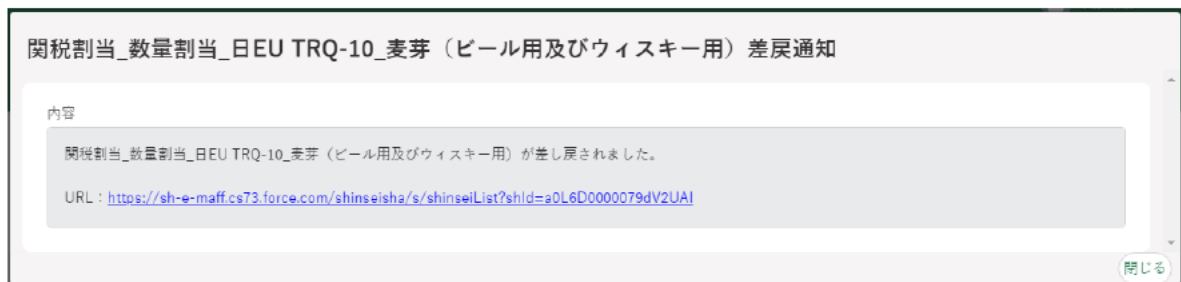 関税割当_数量割当_日EU TRQ-10_麦芽（ビール用及びウィスキー用）差戻通知
内容
関税割当_数量割当_日EU TRQ-10_麦芽（ビール用及びウィスキー用）が差し戻されました。
URL：https://sh-e-maff.cs73.force.com/shinseisha/s/shinseiList?shId=a0L6D0000079dV2UAI
閉じる